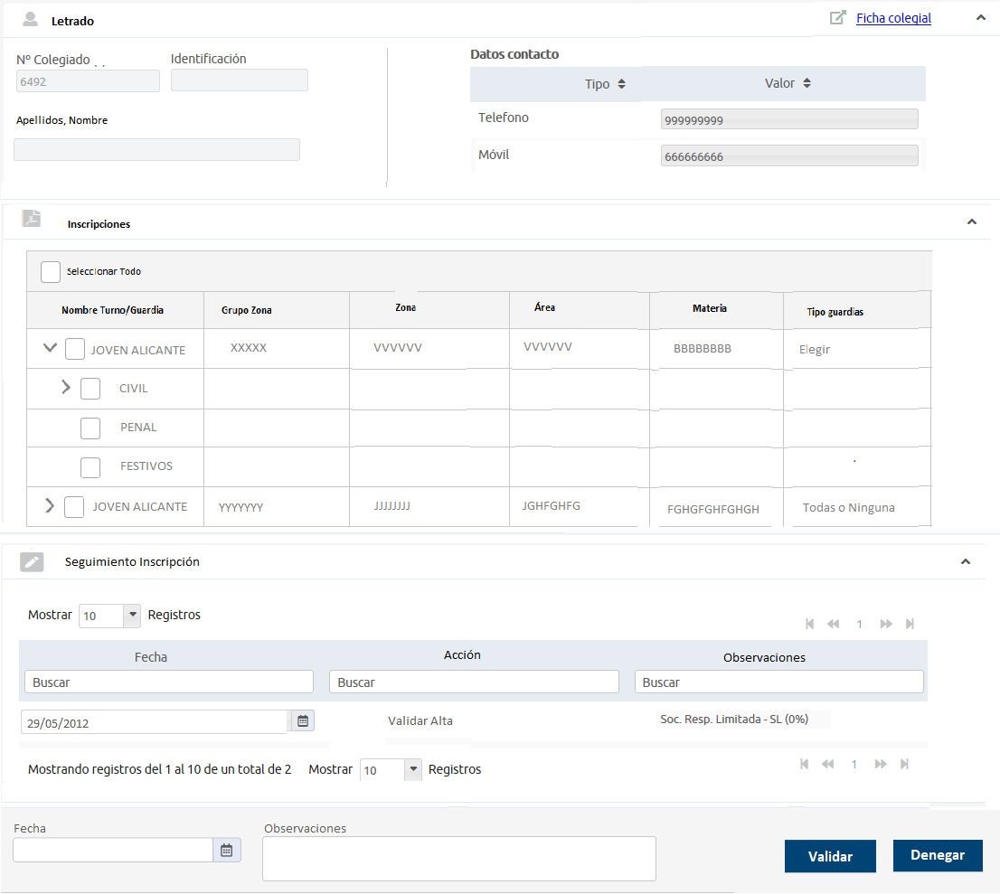 Letrado
Ficha colegial
Nº Colegiado
Identificación
6492
Apellidos, Nombre
Datos contacto
Tipo Valor
Telefono 999999999
Móvil 666666666
Inscripciones
Seleccionar Todo
Nombre Turno/Guardia Grupo Zona Zona Área Materia Tipo guardias
JOVEN ALICANTE XXXXX VVVVVV VVVVVV BBBBBBBB Elegir
CIVIL
PENAL
FESTIVOS
JOVEN ALICANTE YYYYYYY JJJJJJJJ JGHFGHFG FGHGFGHFGHGH Todas o Ninguna
Seguimiento Inscripción
Mostrar 10 Registros
1
Fecha Acción Observaciones
Buscar Buscar Buscar
29/05/2012 Validar Alta Soc. Resp. Limitada - SL (0%)
Mostrando registros del 1 al 10 de un total de 2 Mostrar 10 Registros 1
Fecha Observaciones
Validar Denegar